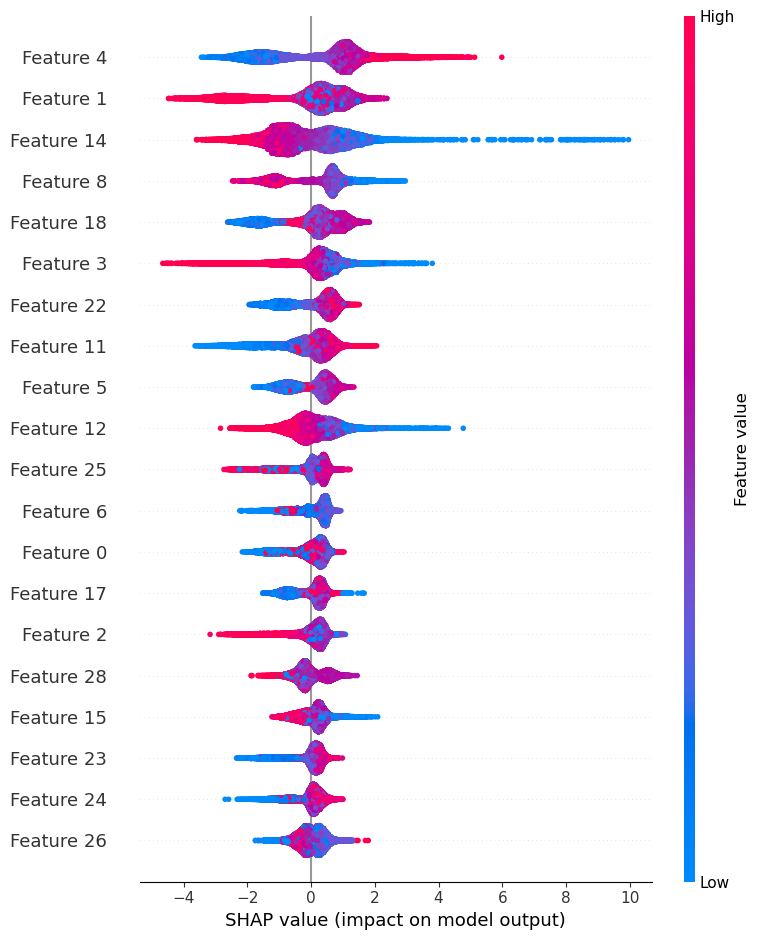 High
Feature 4
Feature 1
Feature 14
Feature 8
Feature 18
Feature 3
Feature 22
Feature 11
Feature 5
Feature 12
Feature 25
Feature 6
Feature 0
Feature 17
Feature 2
Feature 28
Feature 15
Feature 23
Feature 24
Feature 26
Feature value
Low
−4 −2 0 2 4 6 8 10
SHAP value (impact on model output)